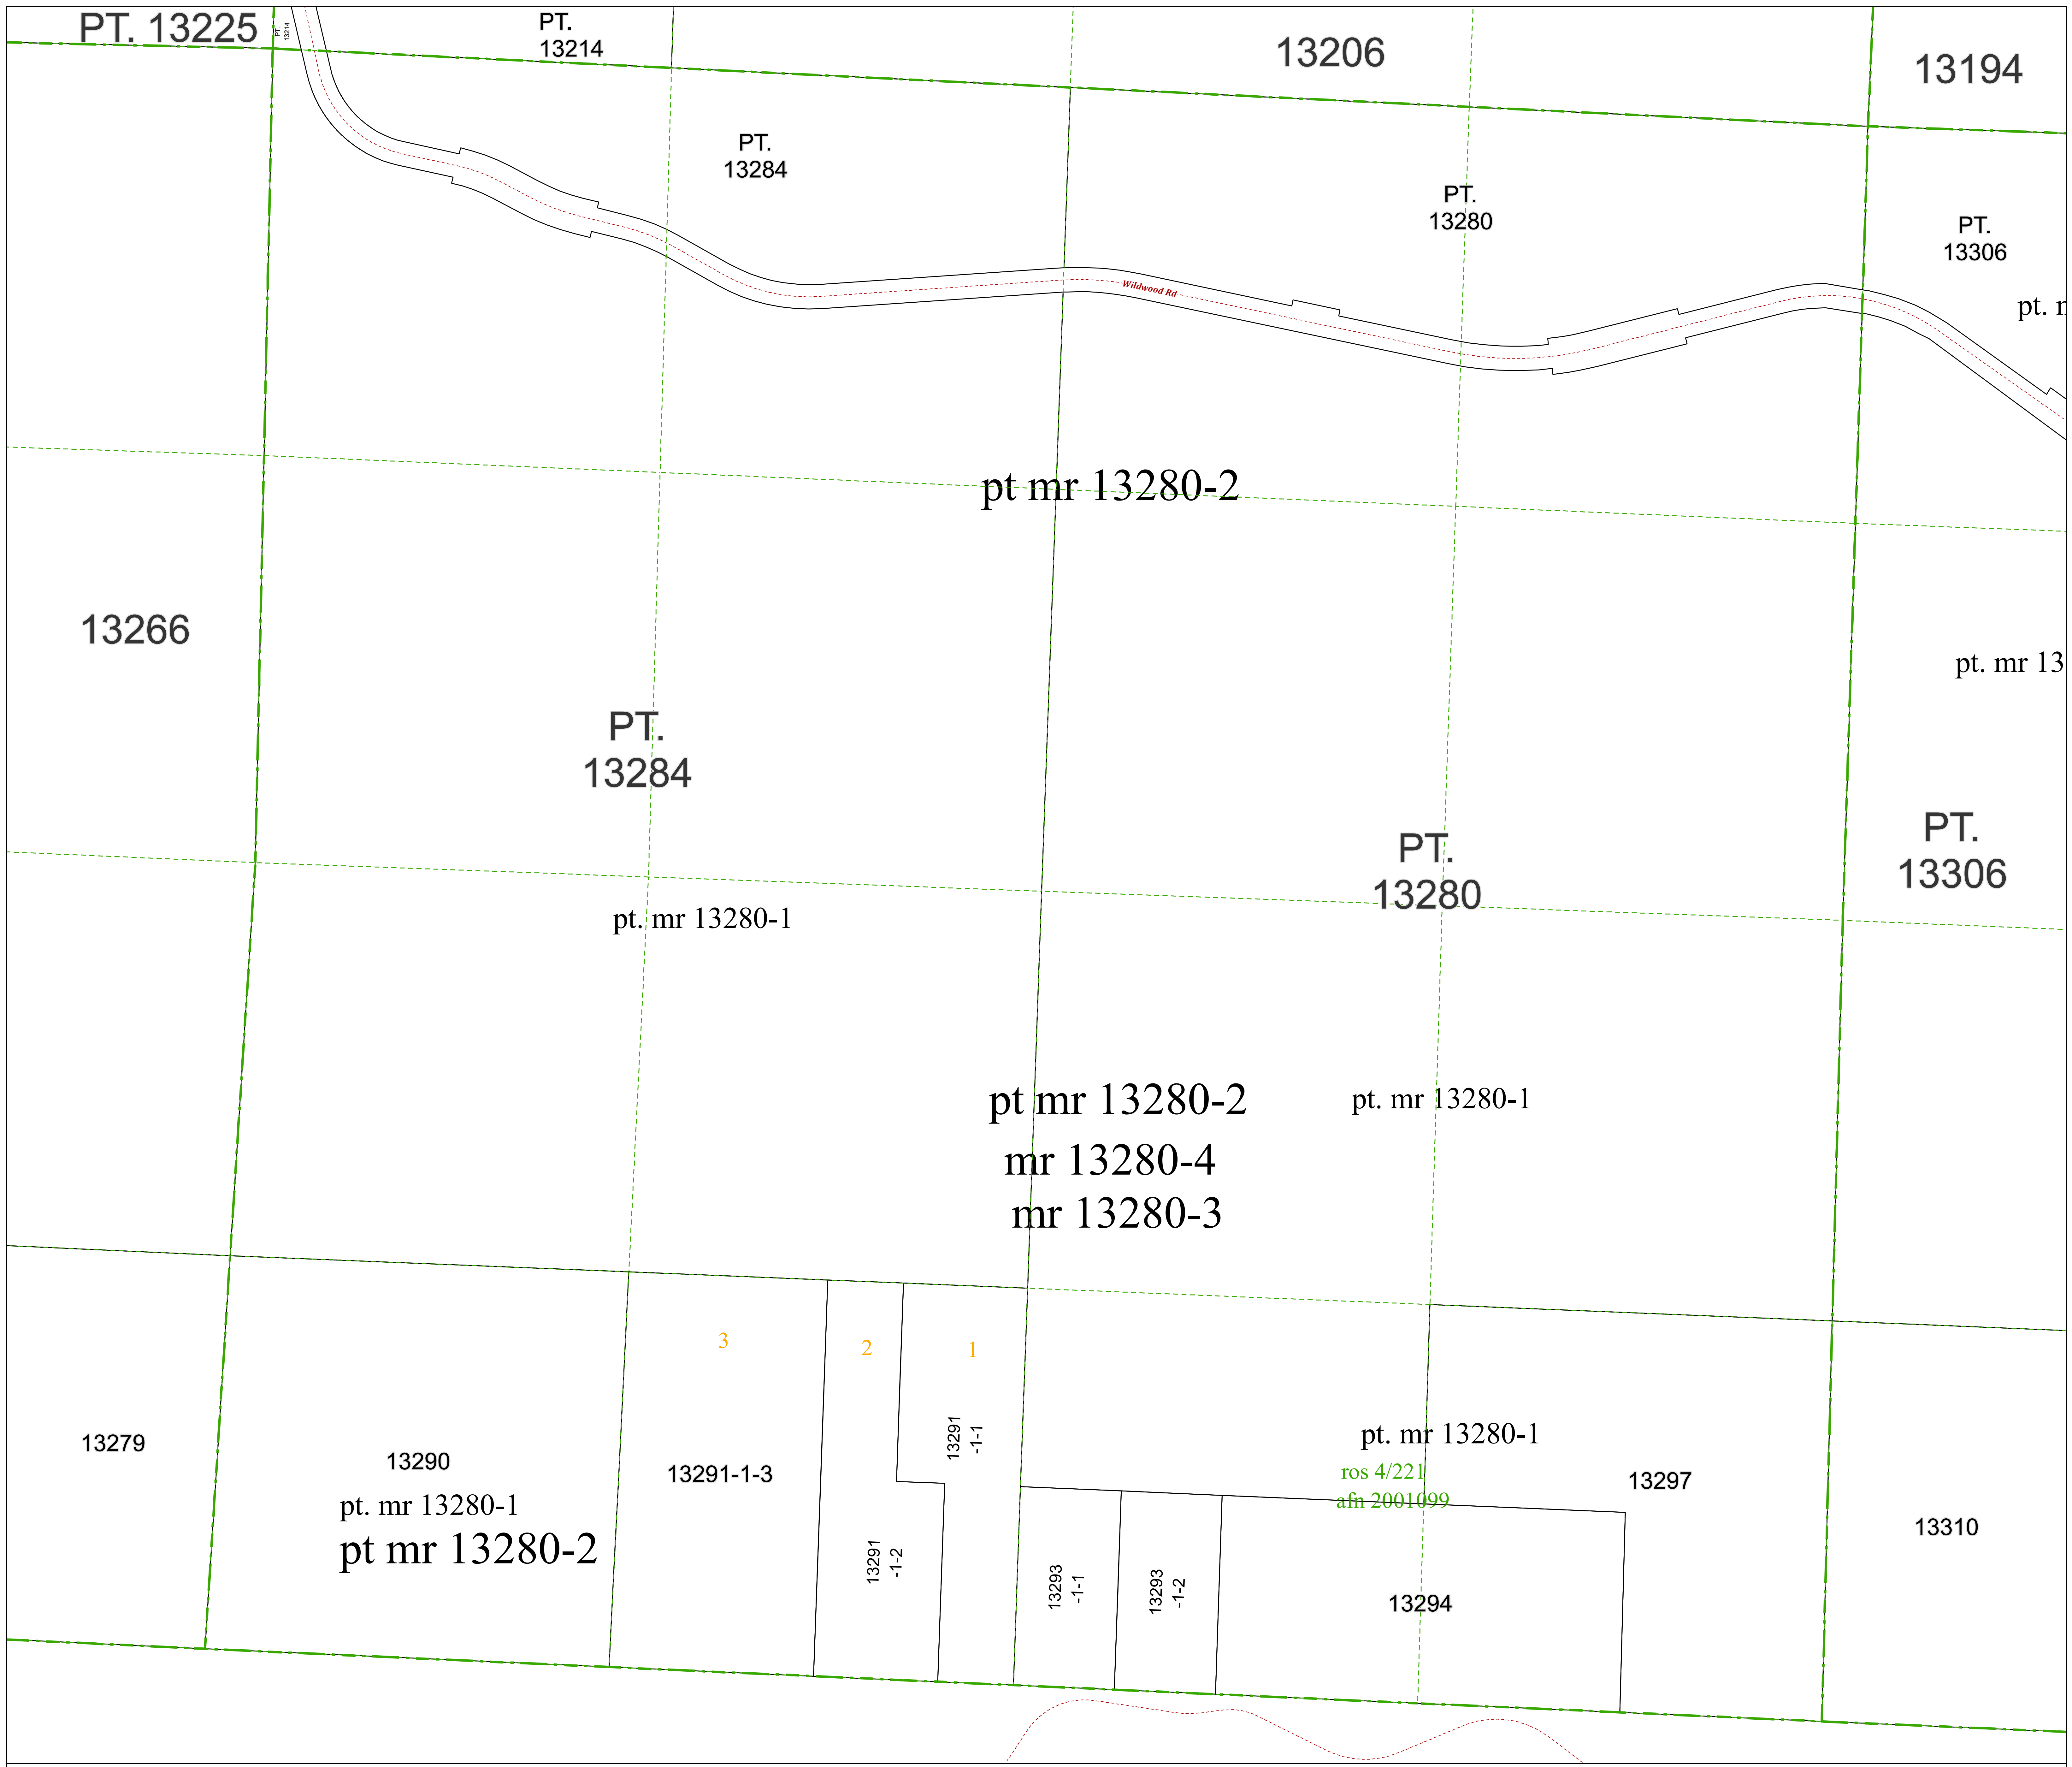 PT. 13225
PT.
13214
PT.
13214
13206
13194
PT.
13284
PT.
13280
PT.
13306
Wildwood Rd
pt mr 13280-2
13266
pt. mr 13
PT.
13284
PT.
13280
PT.
13306
pt. mr 13280-1
pt mr 13280-2
pt. mr 13280-1
mr 13280-4
mr 13280-3
3
2
1
13291
-1-1
13279
13290
13291-1-3
pt. mr 13280-1
ros 4/221
afn 2001099
13297
pt. mr 13280-1
pt mr 13280-2
13310
13291
-1-2
13293
-1-1
13293
-1-2
13294